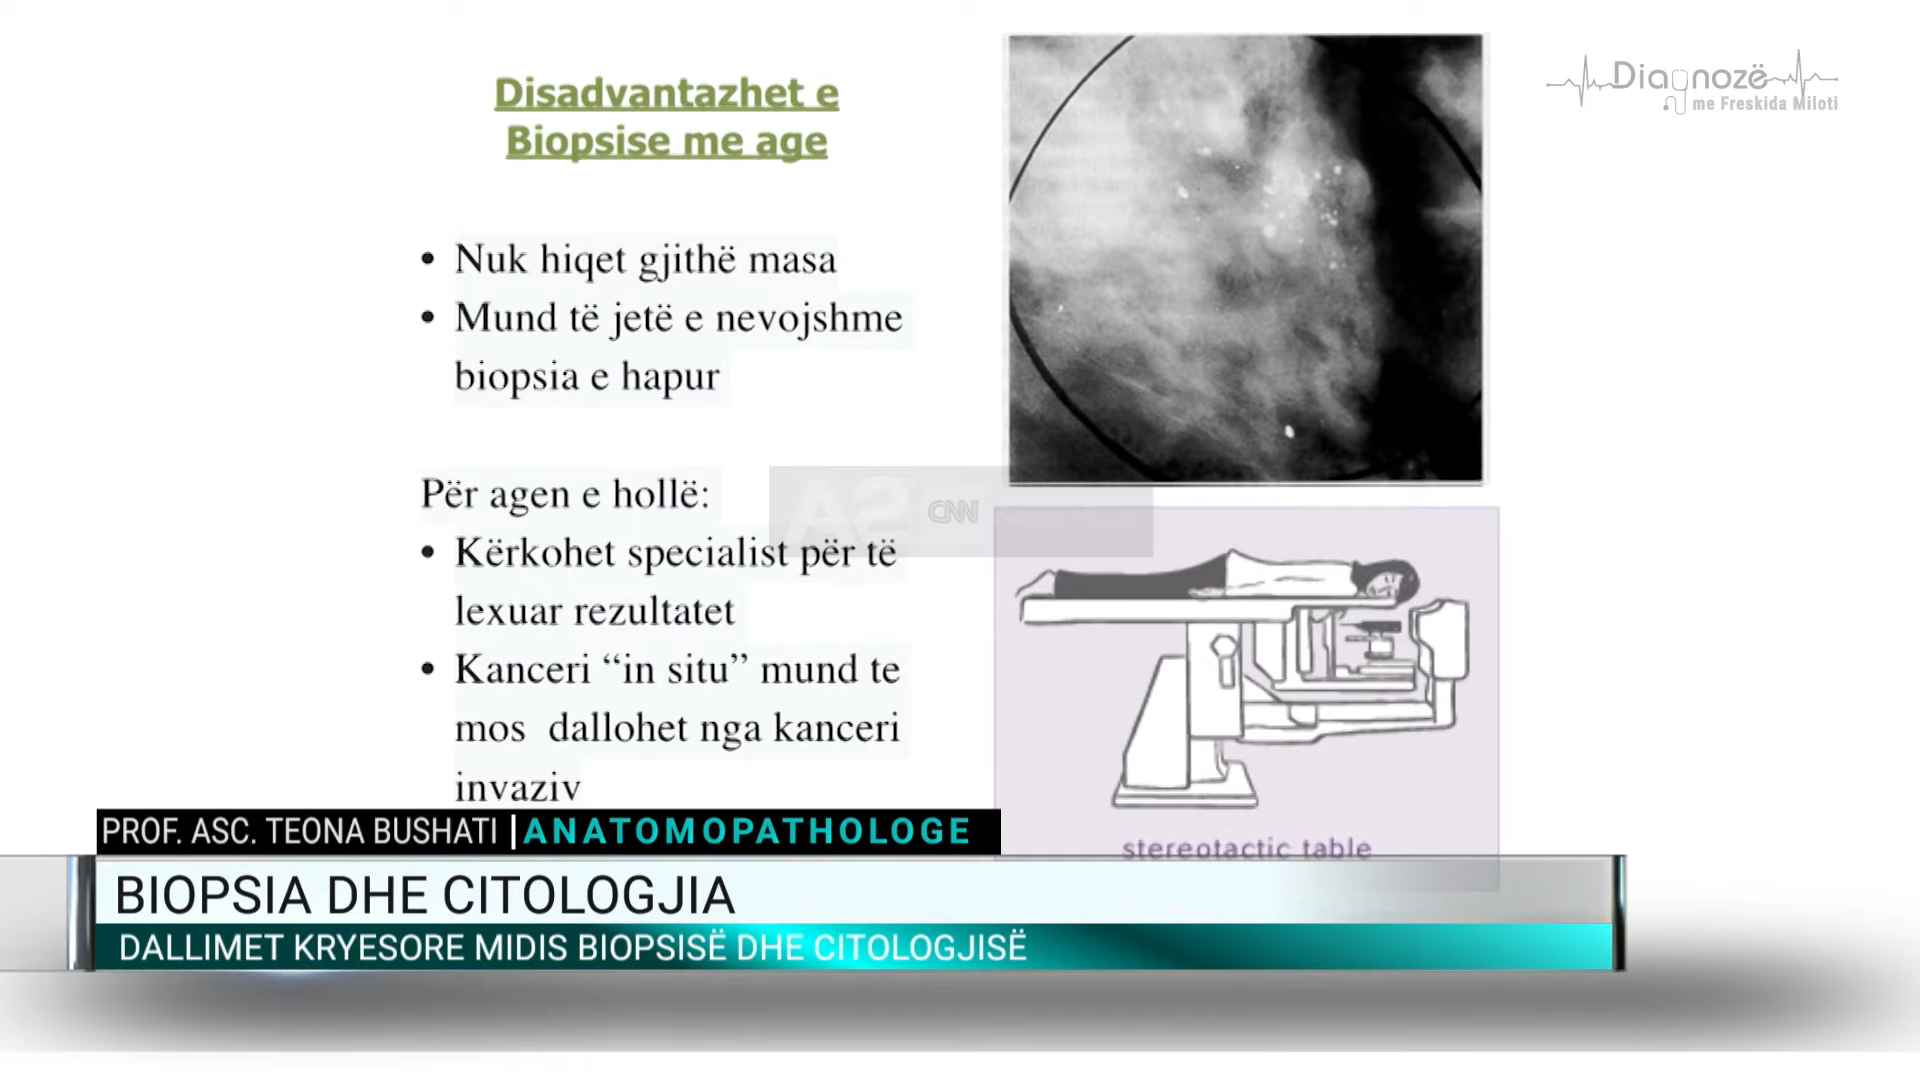 Disadvantazhet e
Biopsise me age
• Nuk hiqet gjithë masa
• Mund të jetë e nevojshme
biopsia e hapur
Për agen e hollë:
• Kërkohet specialist për të
lexuar rezultatet
• Kanceri “in situ” mund te
mos dallohet nga kanceri
invaziv
Diagnozë
me Freskida Miloti
A2 CNN
stereotactic table
PROF. ASC. TEONA BUSHATI | ANATOMOPATHOLOGE
BIOPSIA DHE CITOLOGJIA
DALLIMET KRYESORE MIDIS BIOPSISË DHE CITOLOGJISË